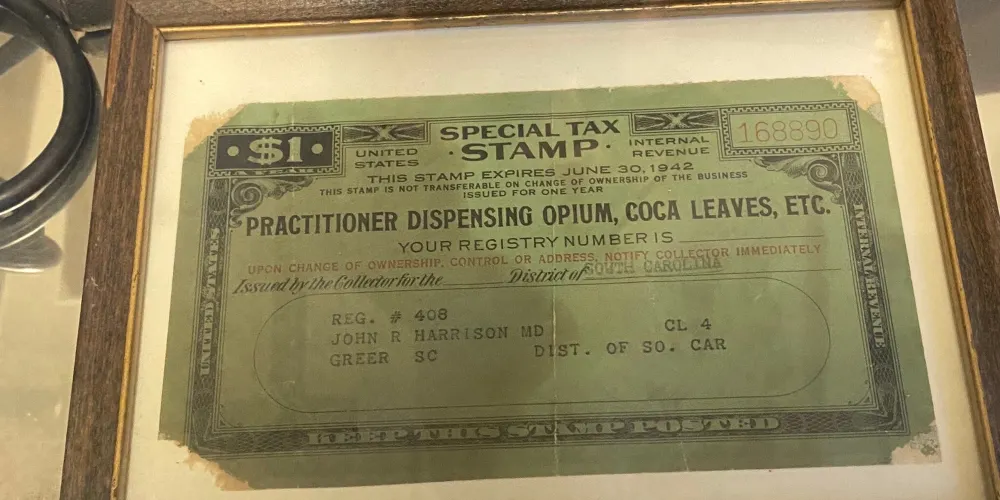 $1
A YEAR
UNITED STATES
SPECIAL TAX
STAMP
INTERNAL REVENUE
168890
THIS STAMP EXPIRES JUNE 30, 1942
THIS STAMP IS NOT TRANSFERABLE ON CHANGE OF OWNERSHIP OF THE BUSINESS
ISSUED FOR ONE YEAR
PRACTITIONER DISPENSING OPIUM, COCA LEAVES, ETC.
YOUR REGISTRY NUMBER IS
UPON CHANGE OF OWNERSHIP, CONTROL OR ADDRESS, NOTIFY COLLECTOR IMMEDIATELY
Issued by the Collector for the District of SOUTH CAROLINA
REG. # 408
JOHN R HARRISON MD CL 4
GREER SC DIST. OF SO. CAR
UNITED STATES
INTERNAL REVENUE
KEEP THIS STAMP POSTED